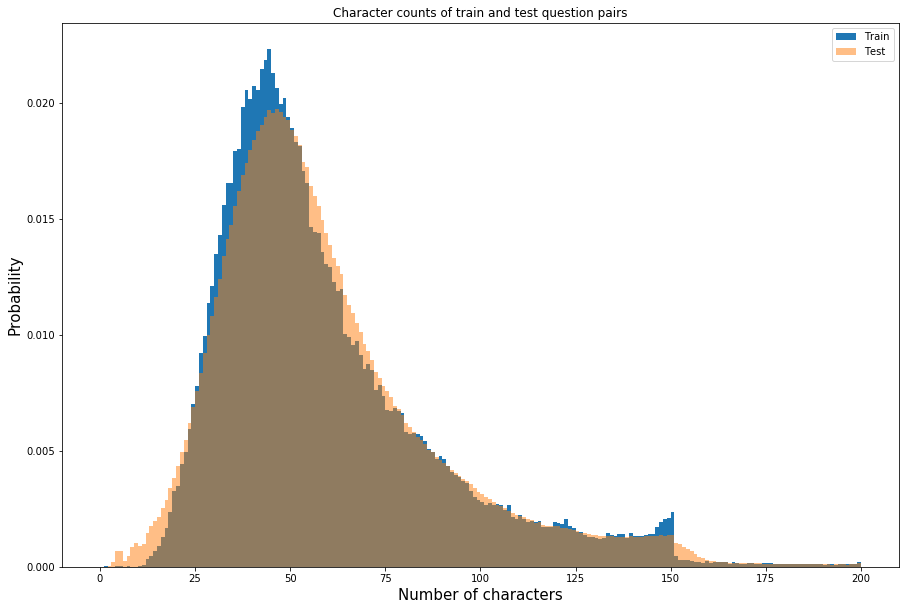 Character counts of train and test question pairs
Train
Test
0.020
0.015
0.010
0.005
0.000
Probability
0 25 50 75 100 125 150 175 200
Number of characters